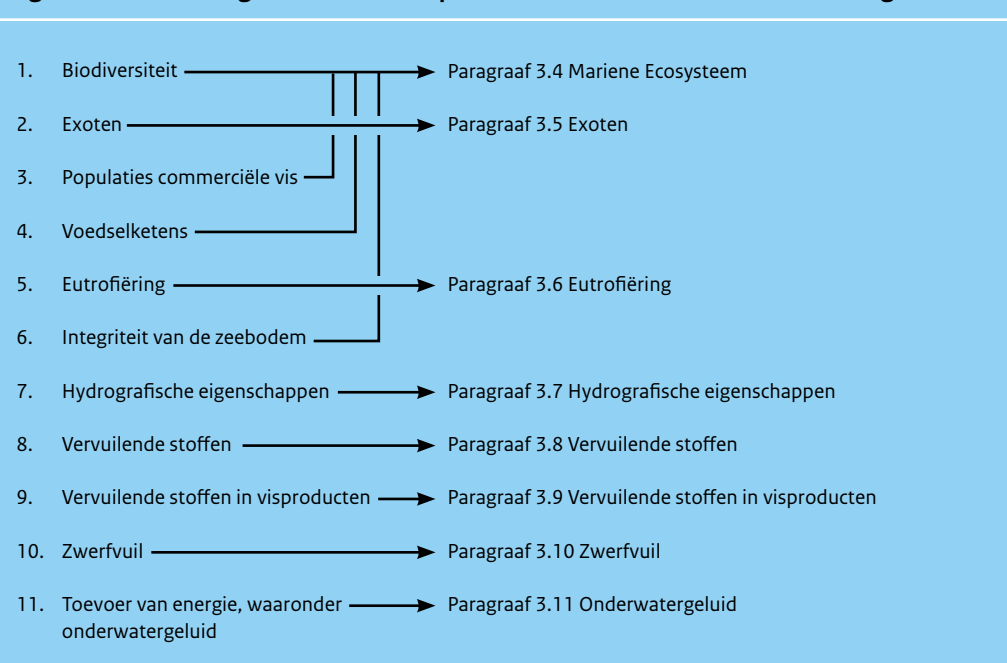 1. Biodiversiteit Paragraaf 3.4 Mariene Ecosysteem
2. Exoten Paragraaf 3.5 Exoten
3. Populaties commerciële vis
4. Voedselketens
5. Eutrofiëring Paragraaf 3.6 Eutrofiëring
6. Integriteit van de zeebodem
7. Hydrografische eigenschappen Paragraaf 3.7 Hydrografische eigenschappen
8. Vervuilende stoffen Paragraaf 3.8 Vervuilende stoffen
9. Vervuilende stoffen in visproducten Paragraaf 3.9 Vervuilende stoffen in visproducten
10. Zwerfvuil Paragraaf 3.10 Zwerfvuil
11. Toevoer van energie, waaronder Paragraaf 3.11 Onderwatergeluid
onderwatergeluid